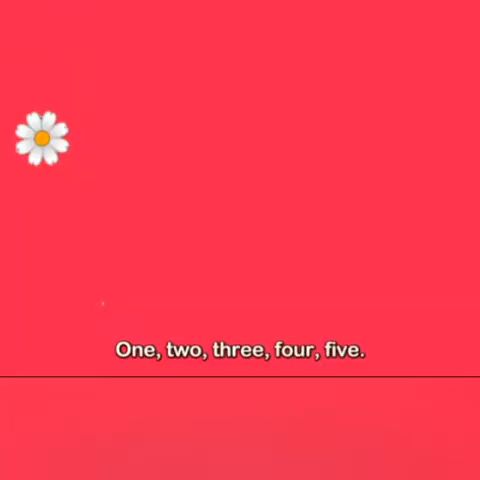 One, two, three, four, five.